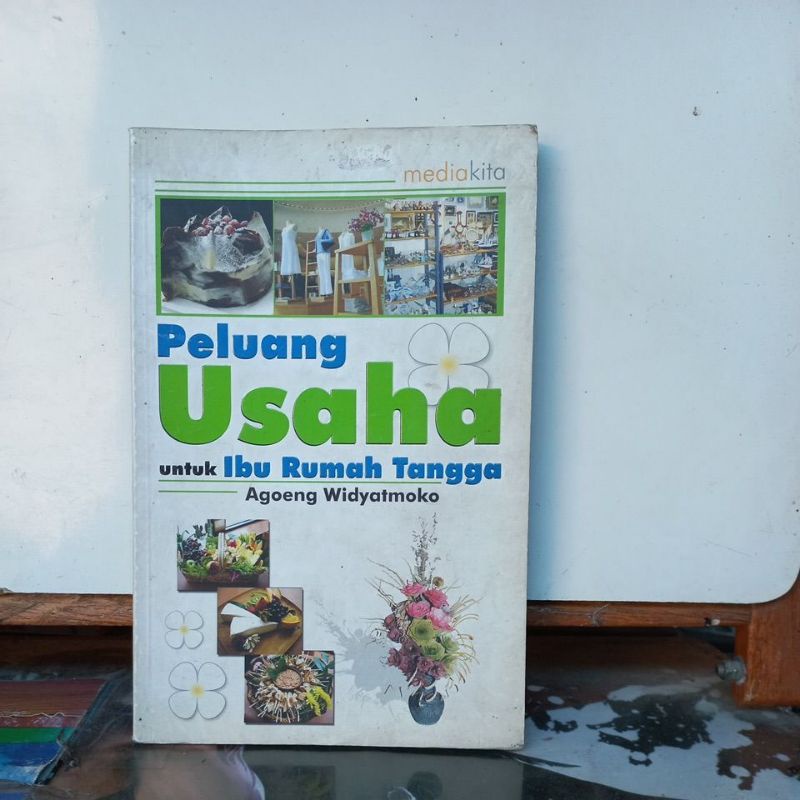 mediakita
Peluang
Usaha
untuk Ibu Rumah Tangga
Agoeng Widyatmoko